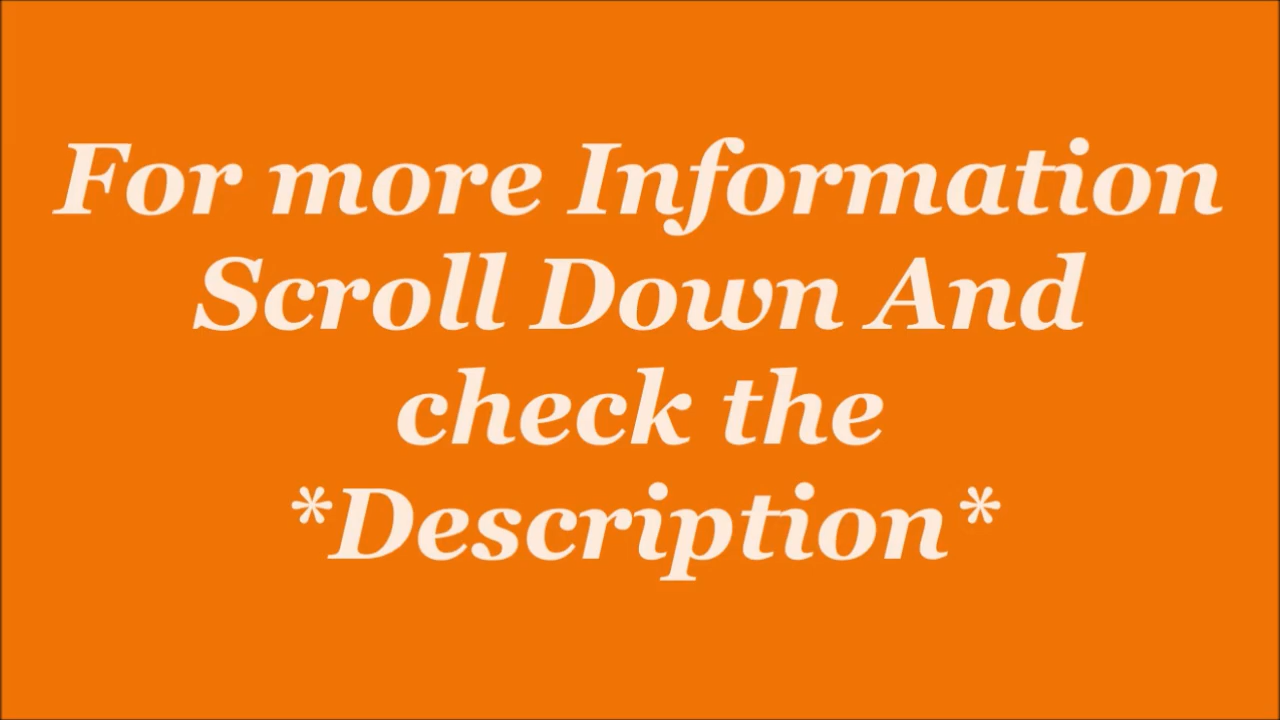 For more Information
Scroll Down And
check the
*Description*